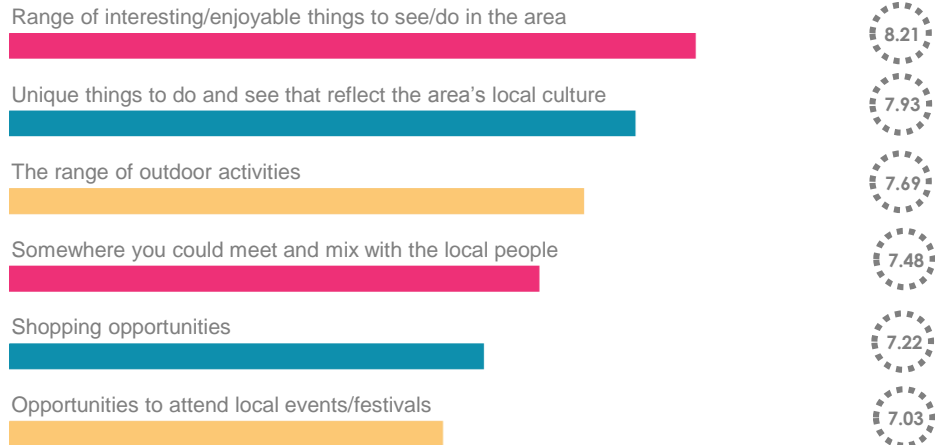 Range of interesting/enjoyable things to see/do in the area
8.21
Unique things to do and see that reflect the area's local culture
7.93
The range of outdoor activities
7.69
Somewhere you could meet and mix with the local people
7.48
Shopping opportunities
7.22
Opportunities to attend local events/festivals
7.03